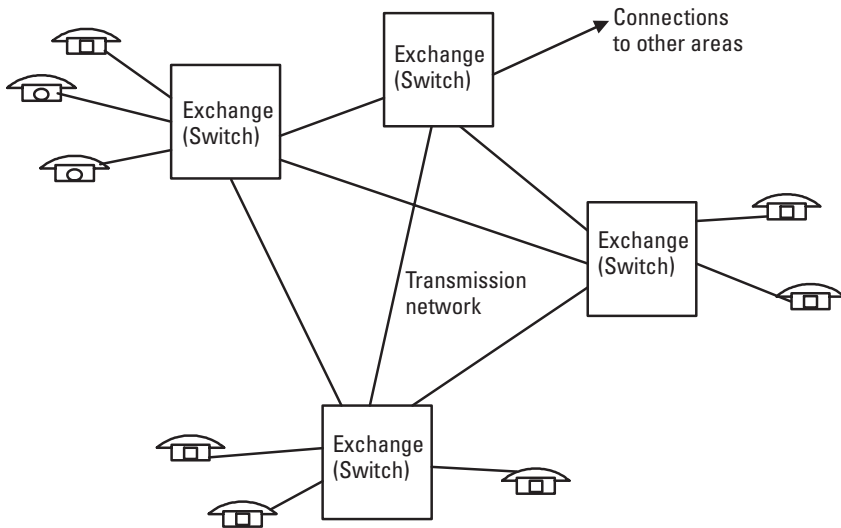 Connections
to other areas
Exchange
(Switch)
Exchange
(Switch)
Exchange
(Switch)
Transmission
network
Exchange
(Switch)